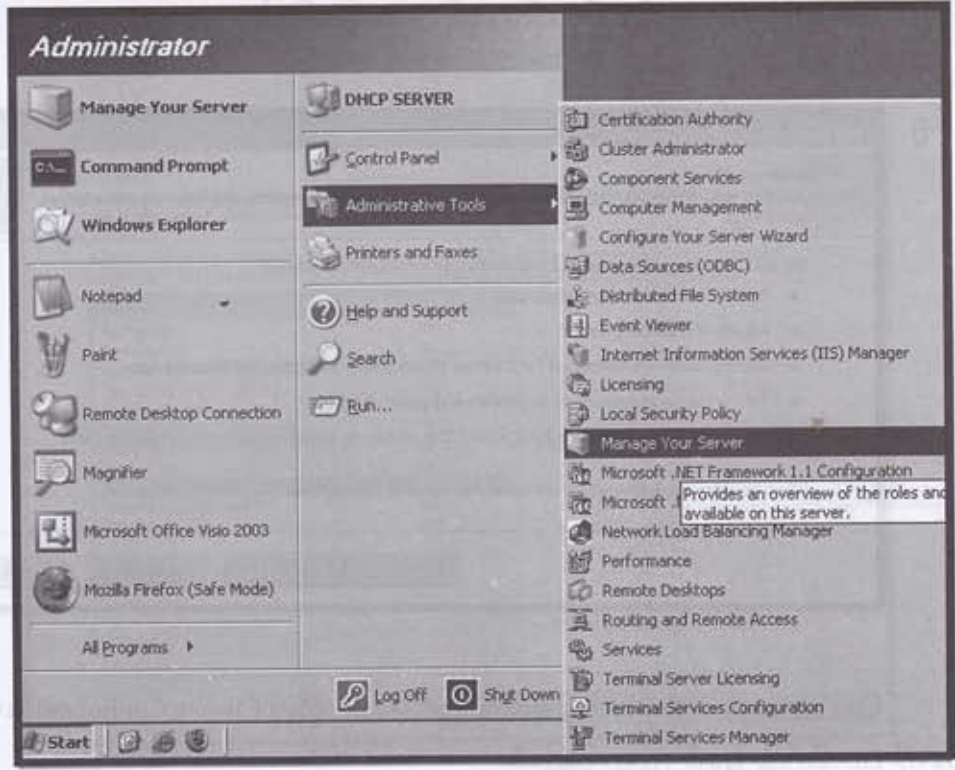 Administrator
Manage Your Server
Command Prompt
Windows Explorer
Notepad
Paint
Remote Desktop Connection
Magnifier
Microsoft Office Visio 2003
Mozilla Firefox (Safe Mode)
All Programs
DHCP SERVER
Control Panel
Administrative Tools
Printers and Faxes
Help and Support
Search
Run...
Log Off
Shut Down
Certification Authority
Cluster Administrator
Component Services
Computer Management
Configure Your Server Wizard
Data Sources (ODBC)
Distributed File System
Event Viewer
Internet Information Services (IIS) Manager
Licensing
Local Security Policy
Manage Your Server
Microsoft .NET Framework 1.1 Configuration
Microsoft
Provides an overview of the roles and
available on this server.
Network Load Balancing Manager
Performance
Remote Desktops
Routing and Remote Access
Services
Terminal Server Licensing
Terminal Services Configuration
Terminal Services Manager
Start